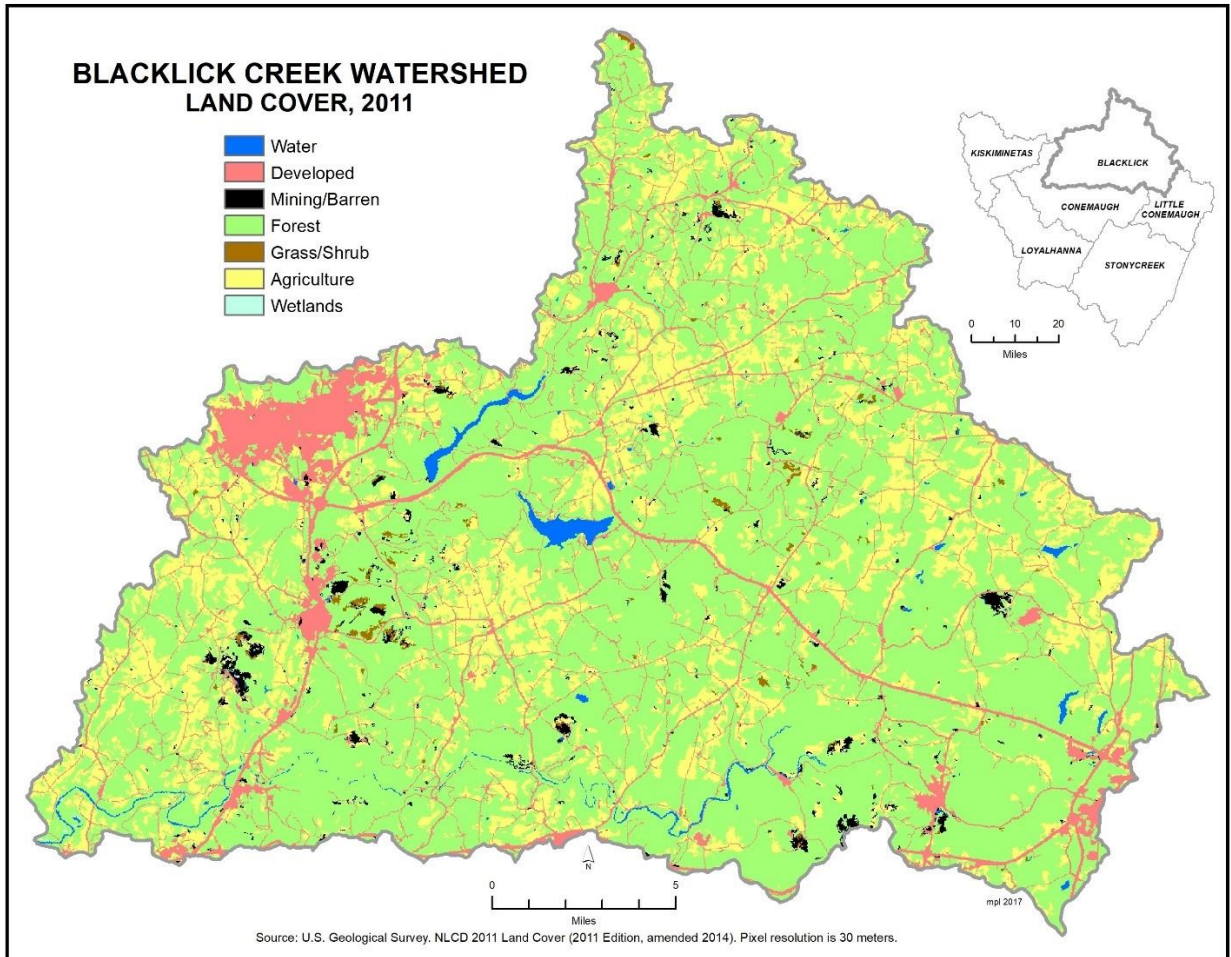 BLACKLICK CREEK WATERSHED
LAND COVER, 2011
Water
Developed
Mining/Barren
Forest
Grass/Shrub
Agriculture
Wetlands
KISKIMINETAS
BLACKLICK
CONEMAUGH
LITTLE
CONEMAUGH
LOYALHANNA
STONYCREEK
0 10 20
Miles
N
0 5
Miles
mpl 2017
Source: U.S. Geological Survey. NLCD 2011 Land Cover (2011 Edition, amended 2014). Pixel resolution is 30 meters.